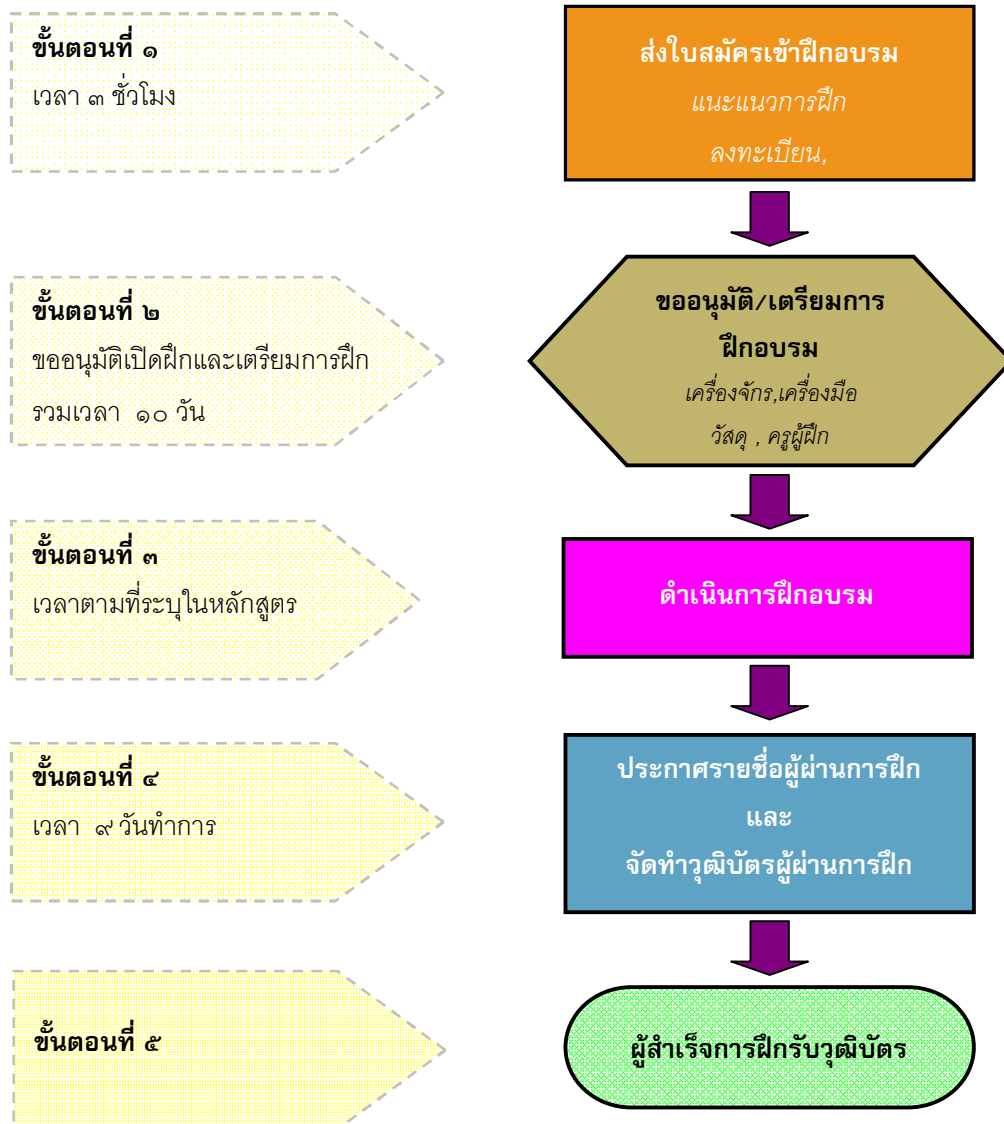 ขั้นตอนที่ ๑
เวลา ๓ ชั่วโมง
ส่งใบสมัครเข้าฝึกอบรม
แนะแนวการฝึก
ลงทะเบียน,
ขั้นตอนที่ ๒
ขออนุมัติเปิดฝึกและเตรียมการฝึก
รวมเวลา ๑๐ วัน
ขออนุมัติ/เตรียมการ
ฝึกอบรม
เครื่องจักร,เครื่องมือ
วัสดุ , ครูผู้ฝึก
ขั้นตอนที่ ๓
เวลาตามที่ระบุในหลักสูตร
ดำเนินการฝึกอบรม
ขั้นตอนที่ ๔
เวลา ๙ วันทำการ
ประกาศรายชื่อผู้ผ่านการฝึก
และ
จัดทำวุฒิบัตรผู้ผ่านการฝึก
ขั้นตอนที่ ๕
ผู้สำเร็จการฝึกรับวุฒิบัตร